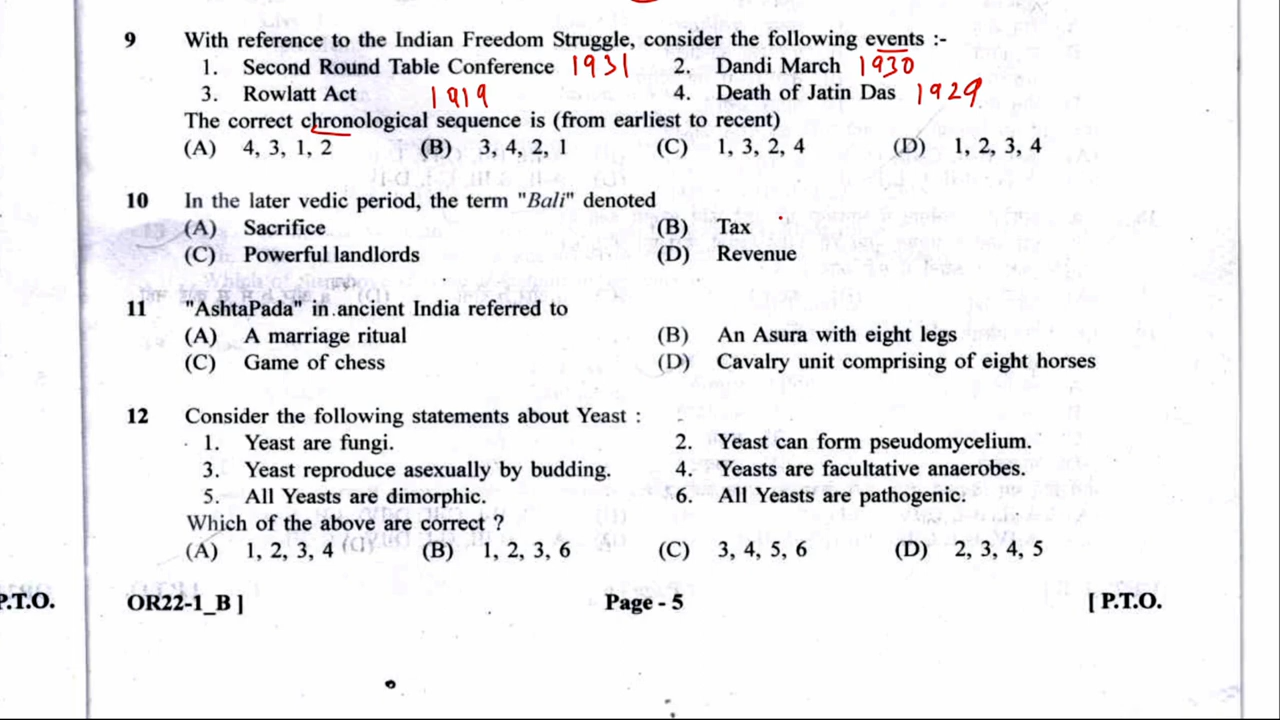 9 With reference to the Indian Freedom Struggle, consider the following events :-
1. Second Round Table Conference 1931 2. Dandi March 1930
3. Rowlatt Act 1919 4. Death of Jatin Das 1929
The correct chronological sequence is (from earliest to recent)
(A) 4, 3, 1, 2 (B) 3, 4, 2, 1 (C) 1, 3, 2, 4 (D) 1, 2, 3, 4
10 In the later vedic period, the term "Bali" denoted
(A) Sacrifice (B) Tax
(C) Powerful landlords (D) Revenue
11 "AshtaPada" in ancient India referred to
(A) A marriage ritual (B) An Asura with eight legs
(C) Game of chess (D) Cavalry unit comprising of eight horses
12 Consider the following statements about Yeast :
1. Yeast are fungi. 2. Yeast can form pseudomycelium.
3. Yeast reproduce asexually by budding. 4. Yeasts are facultative anaerobes.
5. All Yeasts are dimorphic. 6. All Yeasts are pathogenic.
Which of the above are correct ?
(A) 1, 2, 3, 4 (B) 1, 2, 3, 6 (C) 3, 4, 5, 6 (D) 2, 3, 4, 5
P.T.O. OR22-1_B ] Page - 5 [ P.T.O.